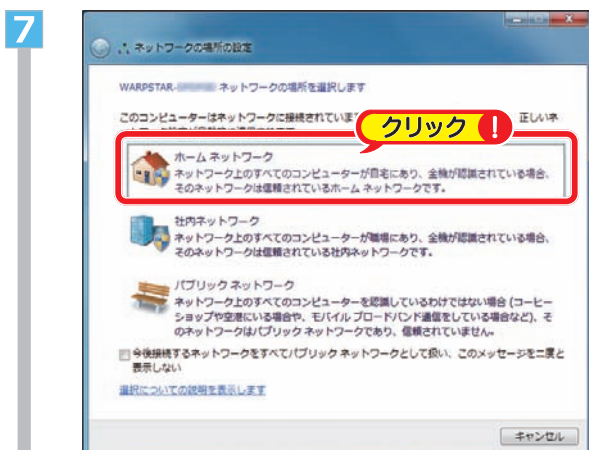 7
ネットワークの場所の設定
WARPSTAR- ネットワークの場所を選択します
このコンピューターはネットワークに接続されています 正しいネ
クリック !
ホーム ネットワーク
ネットワーク上のすべてのコンピューターが自宅にあり、全機が認識されている場合、
そのネットワークは信頼されているホーム ネットワークです。
社内ネットワーク
ネットワーク上のすべてのコンピューターが職場にあり、全機が認識されている場合、
そのネットワークは信頼されている社内ネットワークです。
パブリック ネットワーク
ネットワーク上のすべてのコンピューターを認識しているわけではない場合 (コーヒー
ショップや空港にいる場合や、モバイル ブロードバンド通信をしている場合など)、そ
のネットワークはパブリック ネットワークであり、信頼されていません。
今後接続するネットワークをすべてパブリック ネットワークとして扱い、このメッセージを二度と
表示しない
選択についての説明を表示します
キャンセル